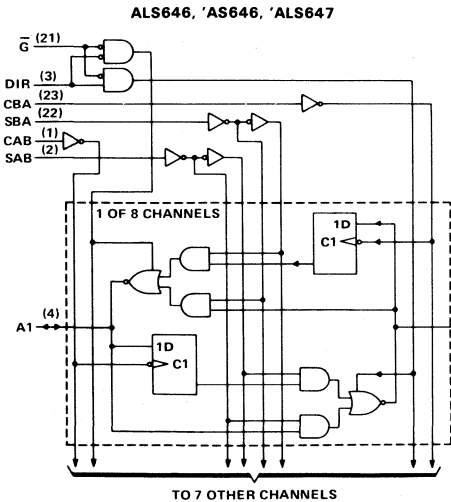 ALS646, 'AS646, 'ALS647
G̅ (21)
DIR (3)
CBA (23)
SBA (22)
CAB (1)
SAB (2)
1 OF 8 CHANNELS
1D
C1
A1 (4)
1D
C1
TO 7 OTHER CHANNELS